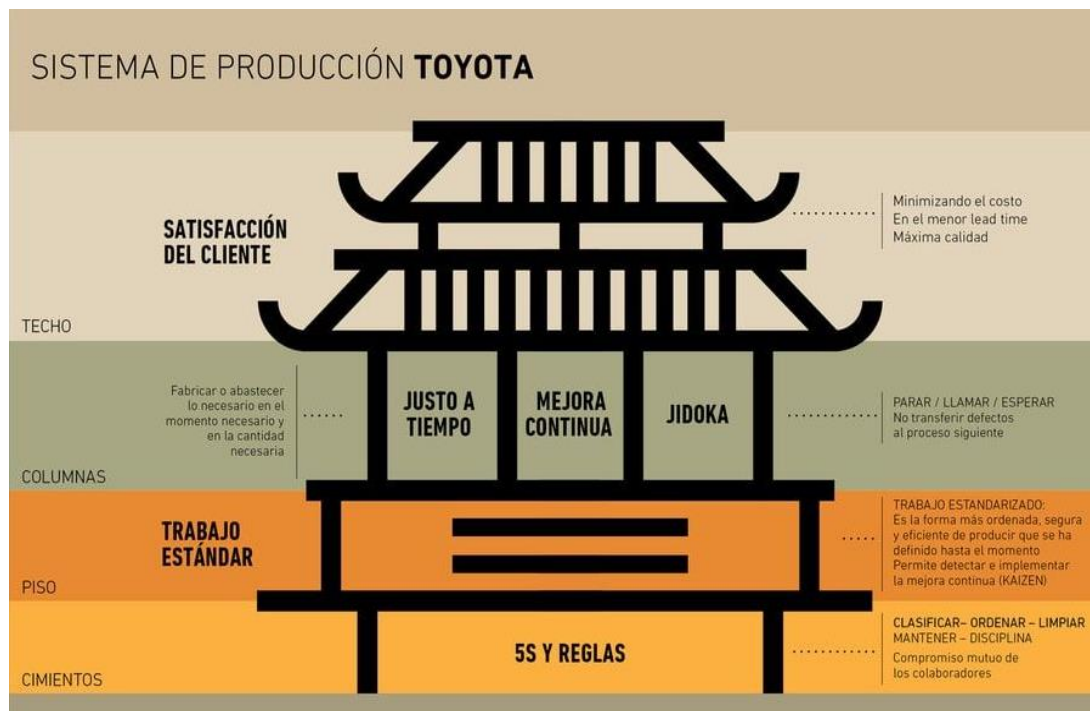 SISTEMA DE PRODUCCIÓN TOYOTA
SATISFACCIÓN
DEL CLIENTE
Minimizando el costo
En el menor lead time
Máxima calidad
TECHO
Fabricar o abastecer
lo necesario en el
momento necesario y
en la cantidad
necesaria
JUSTO A
TIEMPO
MEJORA
CONTINUA
JIDOKA
PARAR / LLAMAR / ESPERAR
No transferir defectos
al proceso siguiente
COLUMNAS
TRABAJO
ESTÁNDAR
TRABAJO ESTANDARIZADO:
Es la forma más ordenada, segura
y eficiente de producir que se ha
definido hasta el momento
Permite detectar e implementar
la mejora continua (KAIZEN)
PISO
5S Y REGLAS
CLASIFICAR– ORDENAR – LIMPIAR
MANTENER – DISCIPLINA
Compromiso mutuo de
los colaboradores
CIMIENTOS